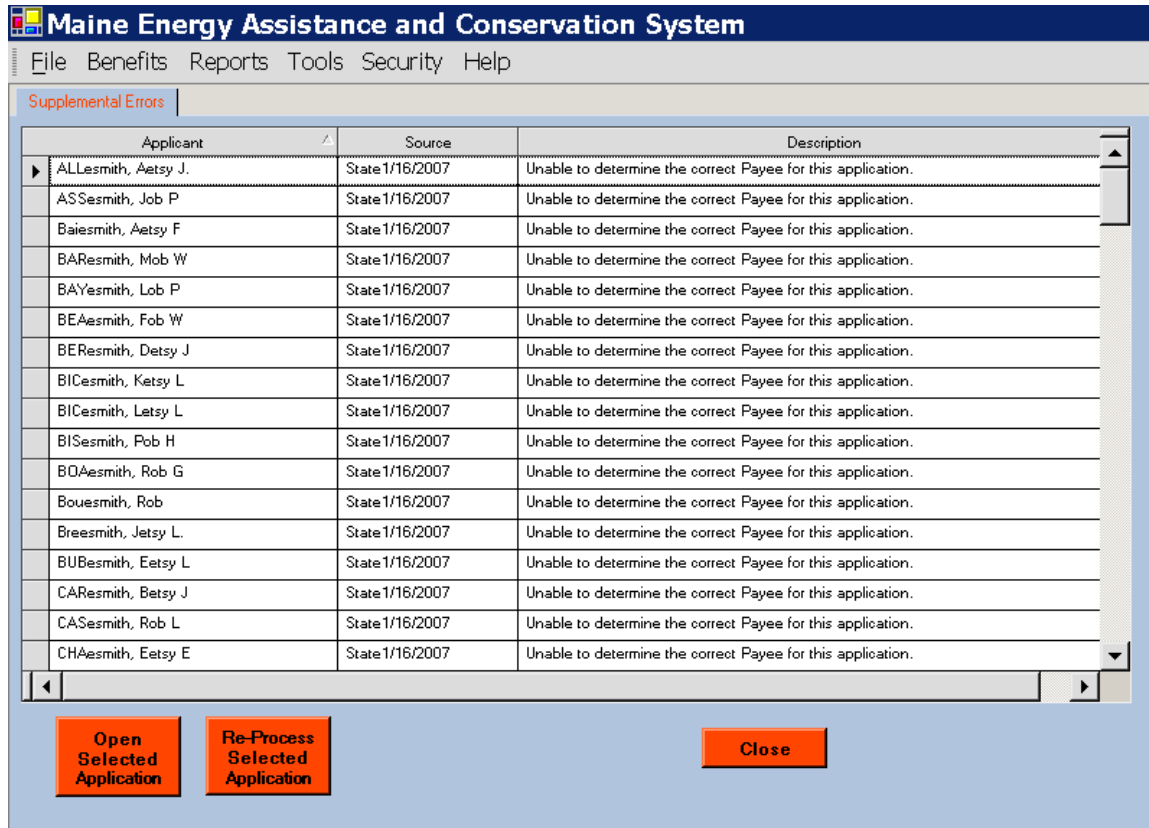 Maine Energy Assistance and Conservation System
File Benefits Reports Tools Security Help
Supplemental Errors
Applicant Source Description
ALLesmith, Aetsy J. State1/16/2007 Unable to determine the correct Payee for this application.
ASSesmith, Job P State1/16/2007 Unable to determine the correct Payee for this application.
Baiesmith, Aetsy F State1/16/2007 Unable to determine the correct Payee for this application.
BAResmith, Mob W State1/16/2007 Unable to determine the correct Payee for this application.
BAYesmith, Lob P State1/16/2007 Unable to determine the correct Payee for this application.
BEAesmith, Fob W State1/16/2007 Unable to determine the correct Payee for this application.
BEResmith, Detsy J State1/16/2007 Unable to determine the correct Payee for this application.
BICesmith, Ketsy L State1/16/2007 Unable to determine the correct Payee for this application.
BICesmith, Letsy L State1/16/2007 Unable to determine the correct Payee for this application.
BISesmith, Pob H State1/16/2007 Unable to determine the correct Payee for this application.
BOAesmith, Rob G State1/16/2007 Unable to determine the correct Payee for this application.
Bouesmith, Rob State1/16/2007 Unable to determine the correct Payee for this application.
Breesmith, Jetsy L. State1/16/2007 Unable to determine the correct Payee for this application.
BUBesmith, Eetsy L State1/16/2007 Unable to determine the correct Payee for this application.
CAResmith, Betsy J State1/16/2007 Unable to determine the correct Payee for this application.
CASesmith, Rob L State1/16/2007 Unable to determine the correct Payee for this application.
CHAesmith, Eetsy E State1/16/2007 Unable to determine the correct Payee for this application.
Open
Selected
Application
Re-Process
Selected
Application
Close